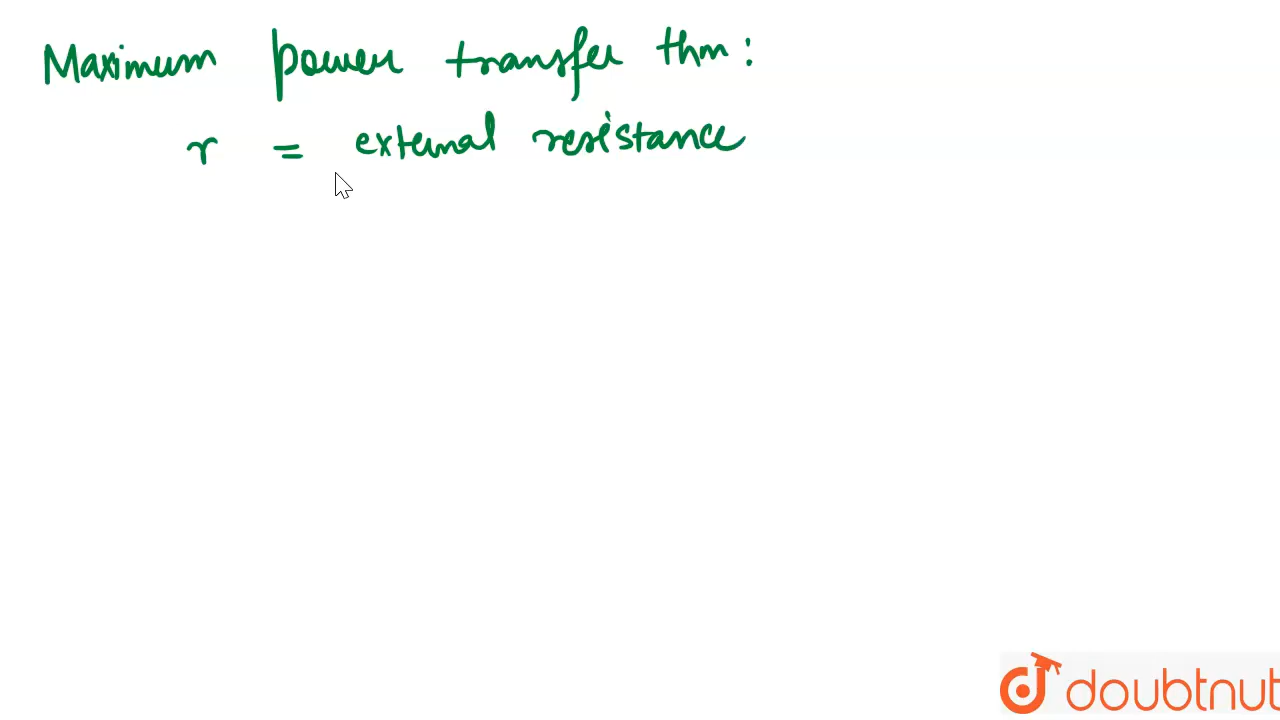 Maximum power transfer thm:
r = external resistance
doubtnut